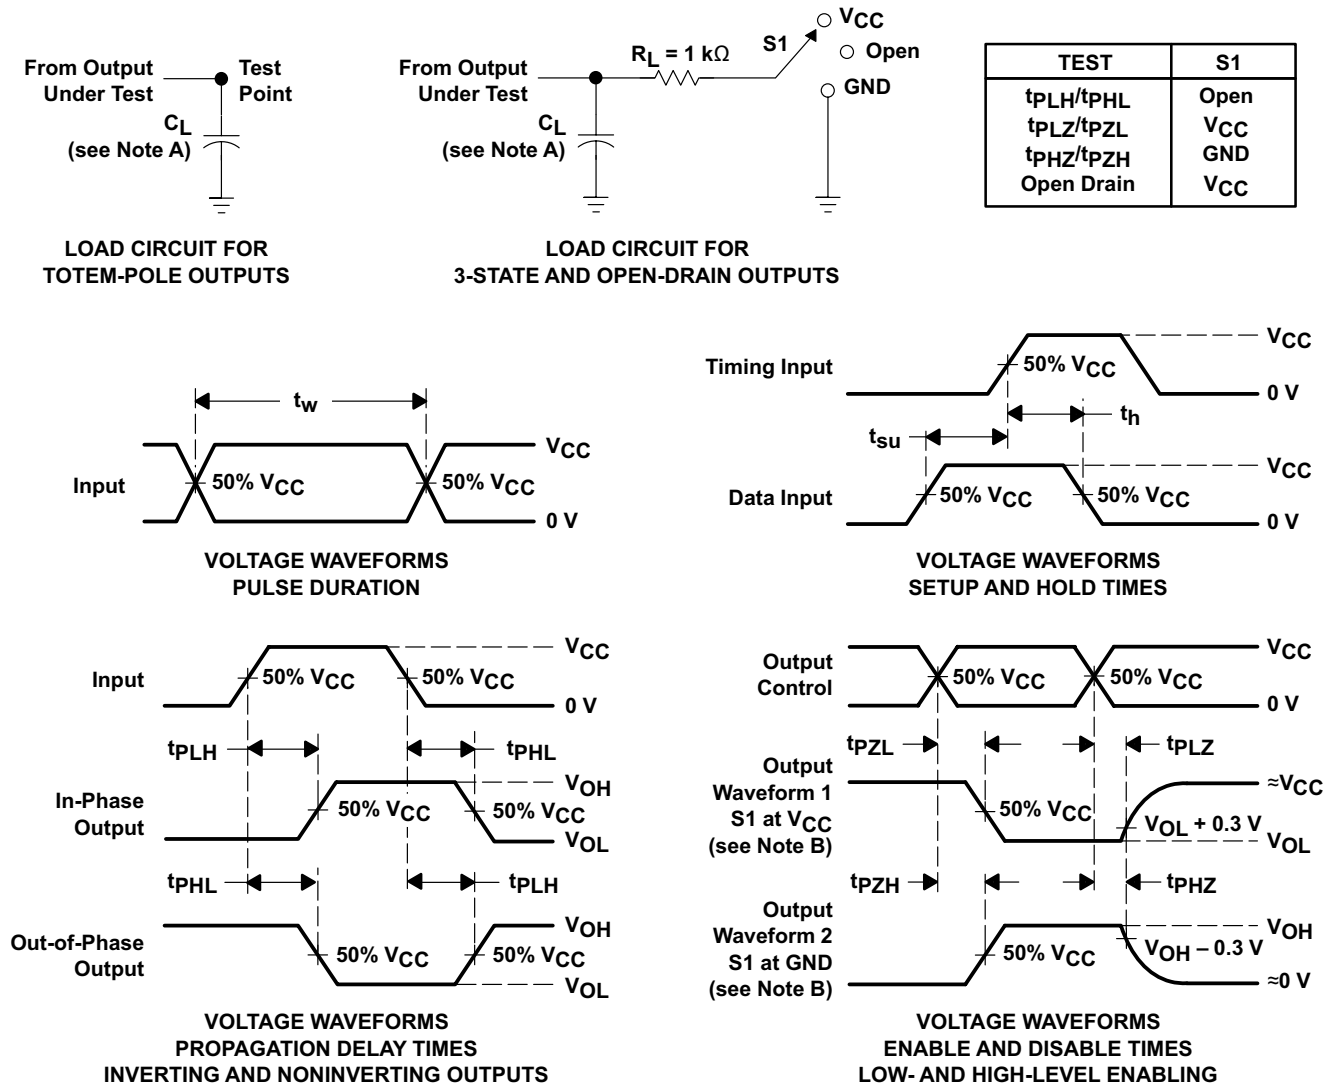 From Output
Under Test
Test
Point
CL
(see Note A)
LOAD CIRCUIT FOR
TOTEM-POLE OUTPUTS
From Output
Under Test
RL = 1 kΩ
S1
VCC
Open
GND
CL
(see Note A)
LOAD CIRCUIT FOR
3-STATE AND OPEN-DRAIN OUTPUTS
TEST S1
tPLH/tPHL Open
tPLZ/tPZL VCC
tPHZ/tPZH GND
Open Drain VCC
tw
Input
50% VCC
50% VCC
VCC
0 V
VOLTAGE WAVEFORMS
PULSE DURATION
Timing Input
50% VCC
VCC
0 V
tsu
th
Data Input
50% VCC
50% VCC
VCC
0 V
VOLTAGE WAVEFORMS
SETUP AND HOLD TIMES
Input
50% VCC
50% VCC
VCC
0 V
tPLH
tPHL
In-Phase
Output
50% VCC
50% VCC
VOH
VOL
tPHL
tPLH
Out-of-Phase
Output
50% VCC
50% VCC
VOH
VOL
VOLTAGE WAVEFORMS
PROPAGATION DELAY TIMES
INVERTING AND NONINVERTING OUTPUTS
Output
Control
50% VCC
50% VCC
VCC
0 V
tPZL
tPLZ
Output
Waveform 1
S1 at VCC
(see Note B)
50% VCC
VOL + 0.3 V
≈VCC
VOL
tPZH
tPHZ
Output
Waveform 2
S1 at GND
(see Note B)
50% VCC
VOH – 0.3 V
VOH
≈0 V
VOLTAGE WAVEFORMS
ENABLE AND DISABLE TIMES
LOW- AND HIGH-LEVEL ENABLING